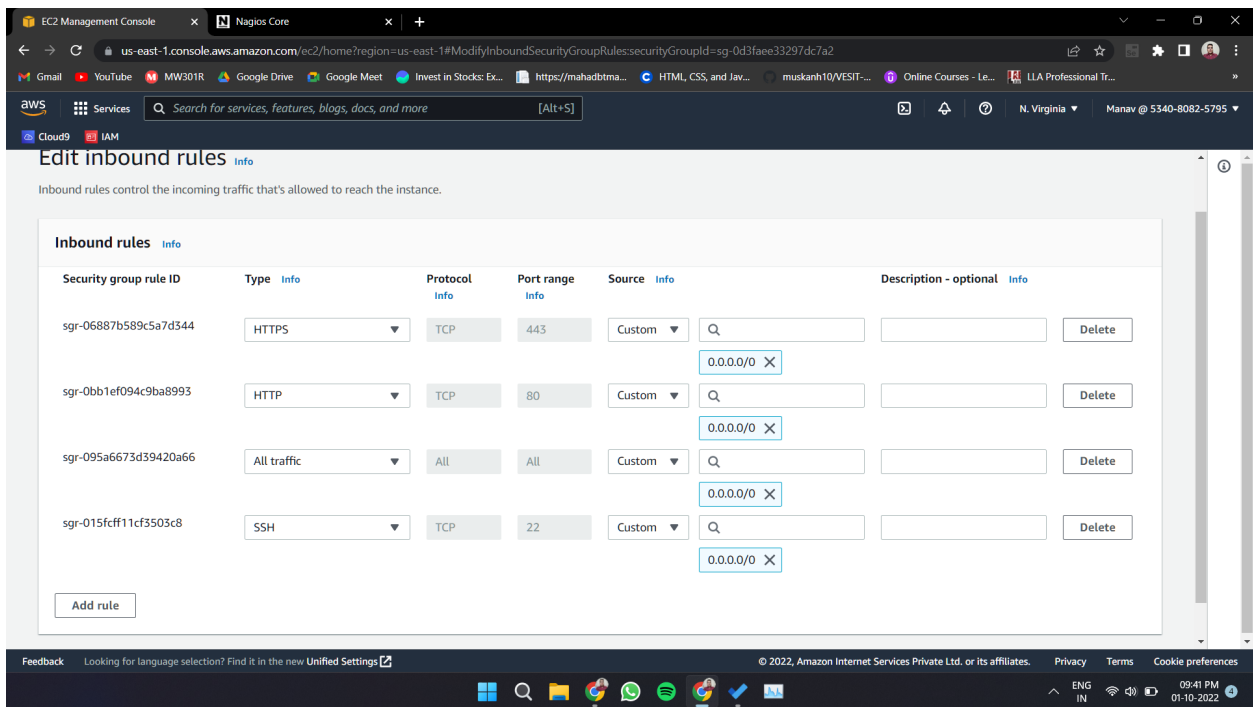 EC2 Management Console
Nagios Core
us-east-1.console.aws.amazon.com/ec2/home?region=us-east-1#ModifyInboundSecurityGroupRules:securityGroupId=sg-0d3faee33297dc7a2
Gmail YouTube MW301R Google Drive Google Meet Invest in Stocks: Ex... https://mahadbtma... HTML, CSS, and Jav... muskanh10/VESIT-... Online Courses - Le... LLA Professional Tr... »
aws Services Search for services, features, blogs, docs, and more [Alt+S] N. Virginia Manav @ 5340-8082-5795
Cloud9 IAM
Edit inbound rules Info
Inbound rules control the incoming traffic that's allowed to reach the instance.
Inbound rules Info
Security group rule ID Type Info Protocol Info Port range Info Source Info Description - optional Info
sgr-06887b589c5a7d344 HTTPS TCP 443 Custom Delete
0.0.0.0/0
sgr-0bb1ef094c9ba8993 HTTP TCP 80 Custom Delete
0.0.0.0/0
sgr-095a6673d39420a66 All traffic All All Custom Delete
0.0.0.0/0
sgr-015fcff11cf3503c8 SSH TCP 22 Custom Delete
0.0.0.0/0
Add rule
Feedback Looking for language selection? Find it in the new Unified Settings © 2022, Amazon Internet Services Private Ltd. or its affiliates. Privacy Terms Cookie preferences
ENG 09:41 PM
IN 01-10-2022 4